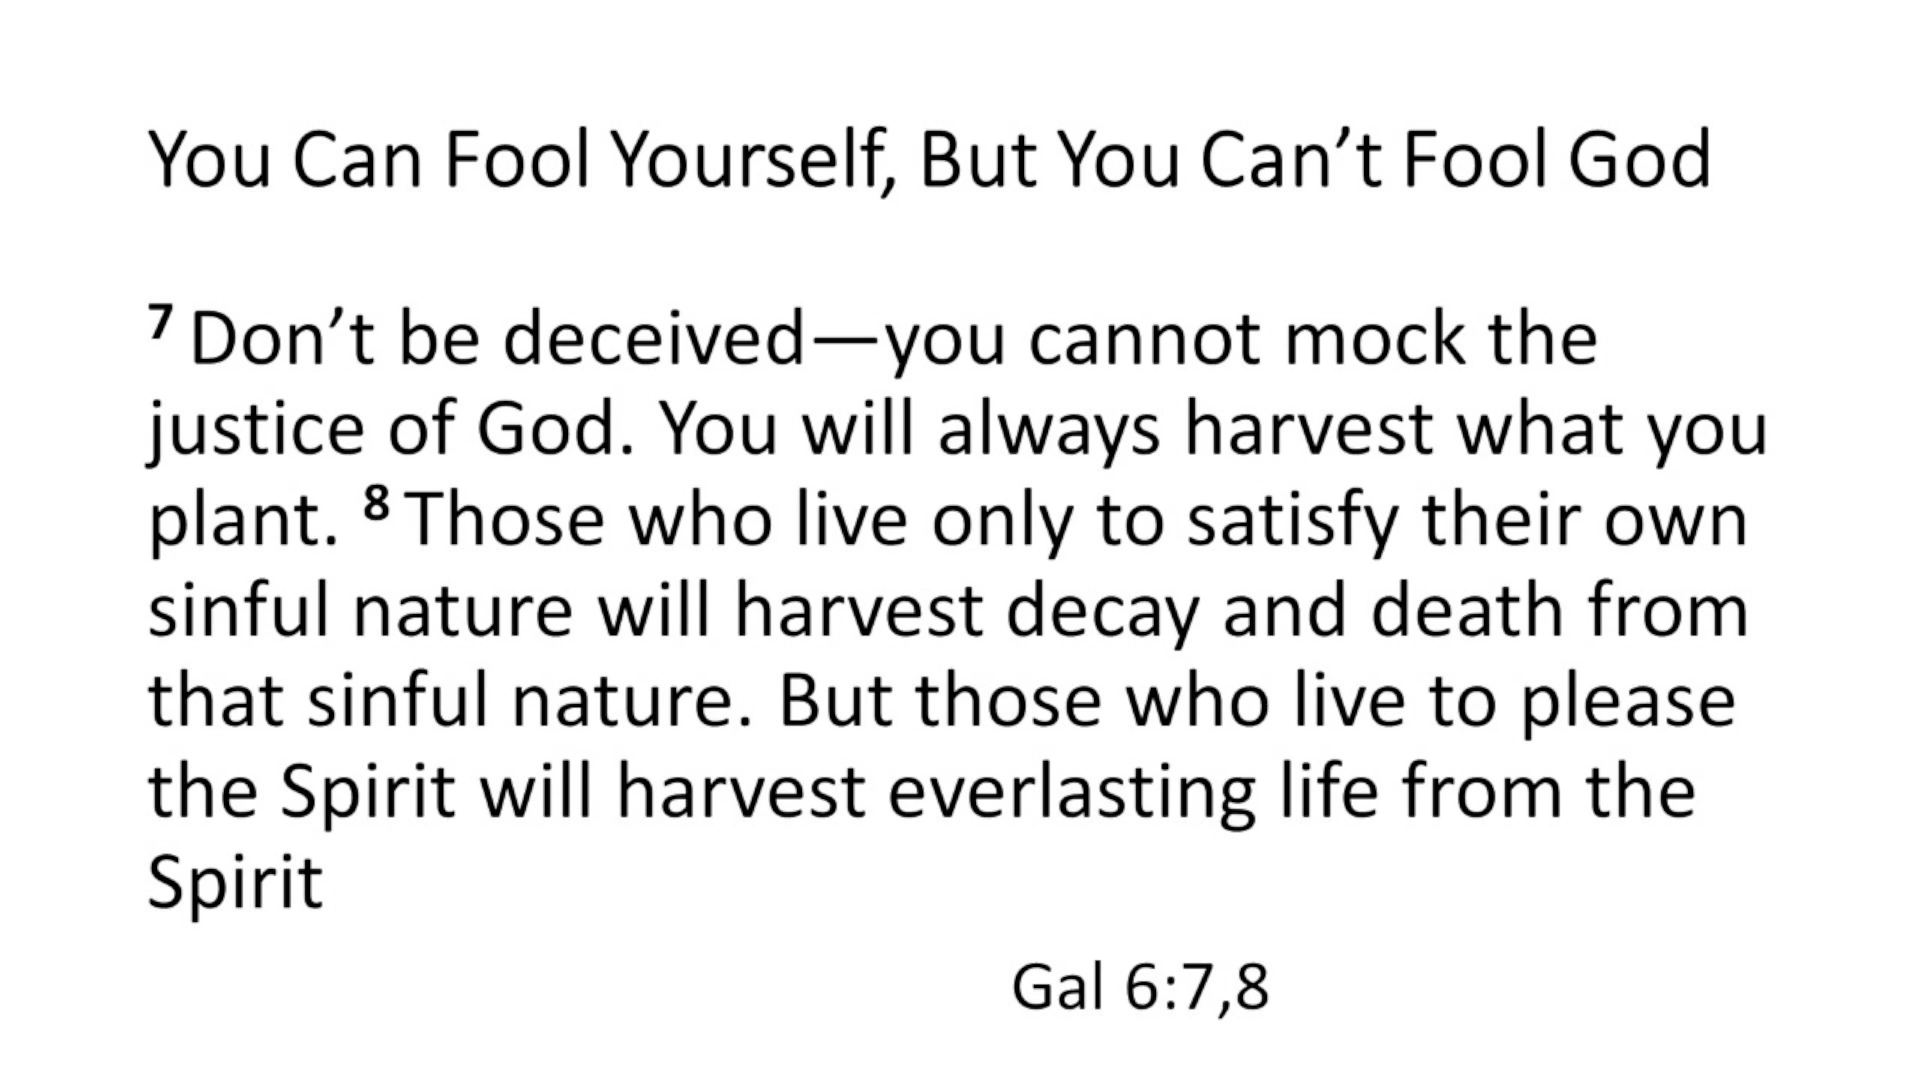 You Can Fool Yourself, But You Can’t Fool God
7 Don’t be deceived—you cannot mock the
justice of God. You will always harvest what you
plant. 8 Those who live only to satisfy their own
sinful nature will harvest decay and death from
that sinful nature. But those who live to please
the Spirit will harvest everlasting life from the
Spirit
Gal 6:7,8